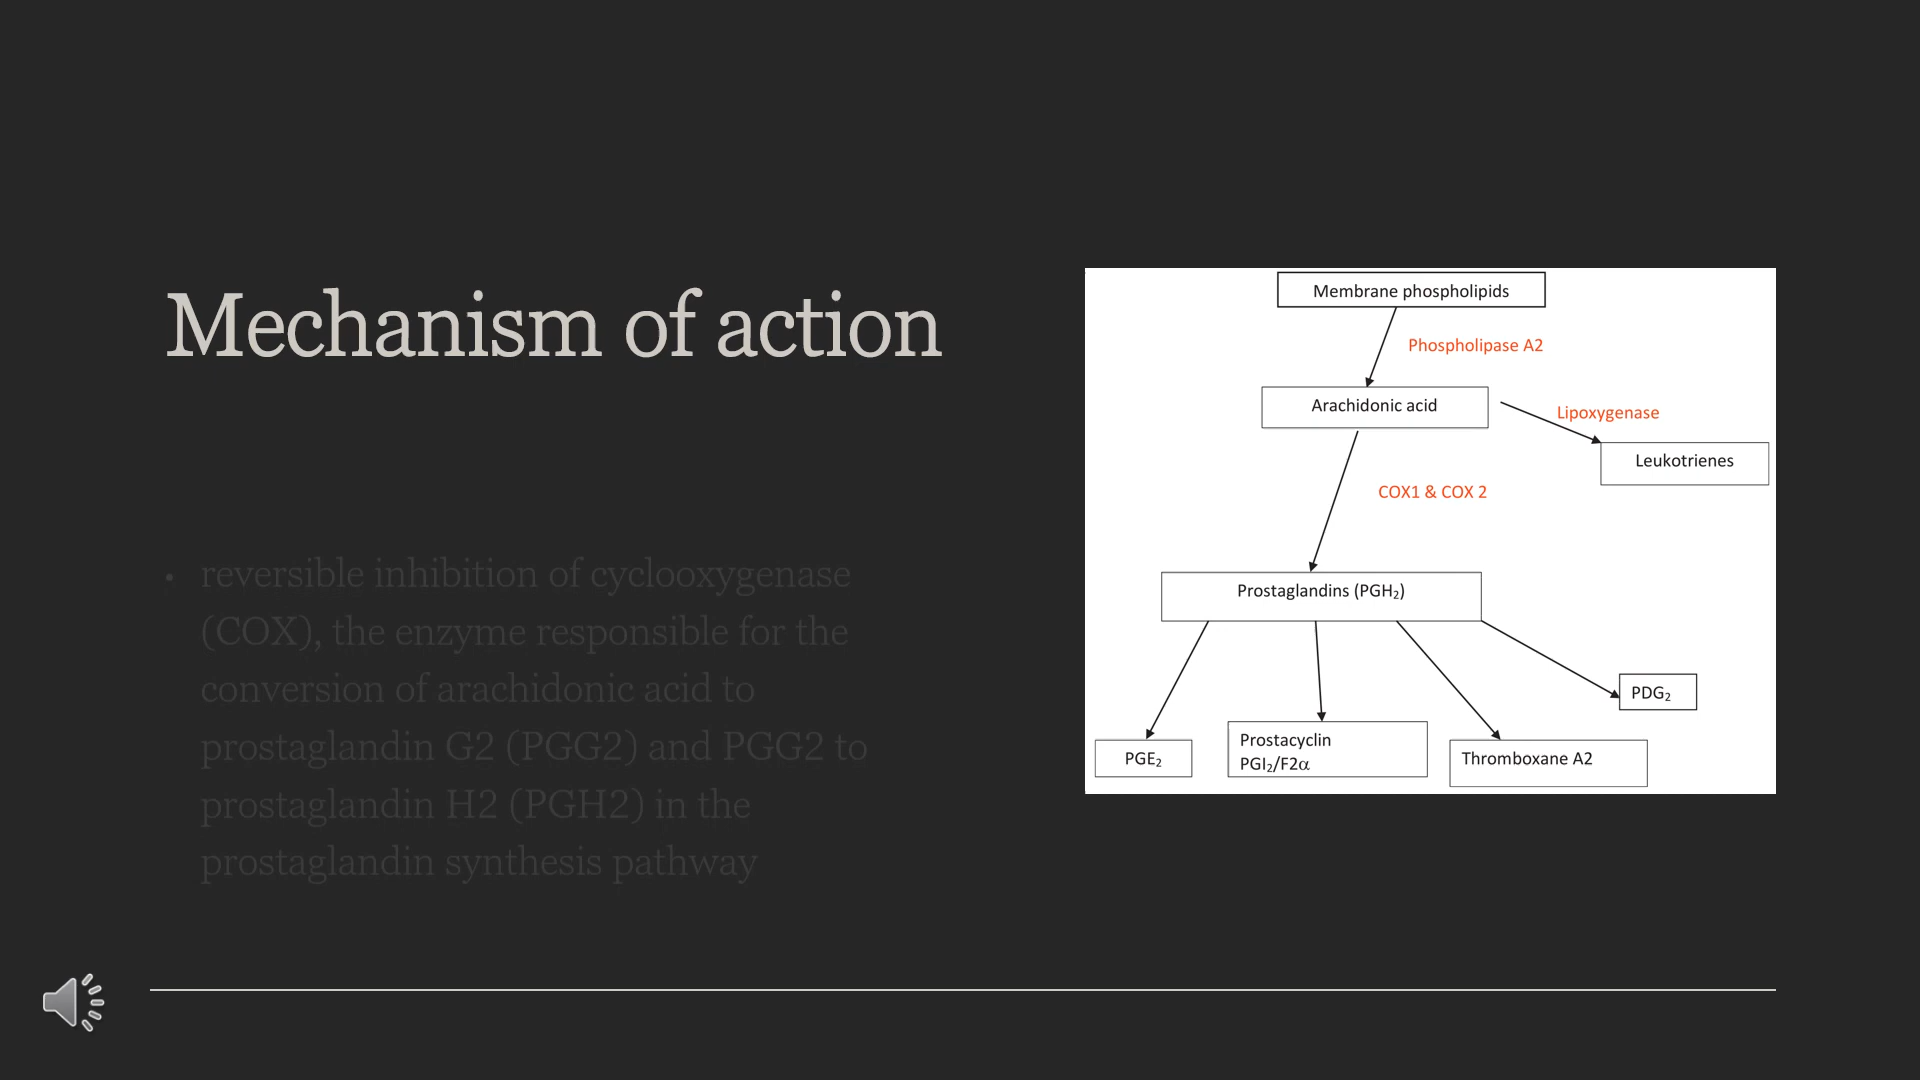 Mechanism of action
• reversible inhibition of cyclooxygenase
(COX), the enzyme responsible for the
conversion of arachidonic acid to
prostaglandin G2 (PGG2) and PGG2 to
prostaglandin H2 (PGH2) in the
prostaglandin synthesis pathway
Membrane phospholipids
Phospholipase A2
Arachidonic acid
Lipoxygenase
Leukotrienes
COX1 & COX 2
Prostaglandins (PGH₂)
PDG₂
PGE₂
Prostacyclin
PGI₂/F2α
Thromboxane A2